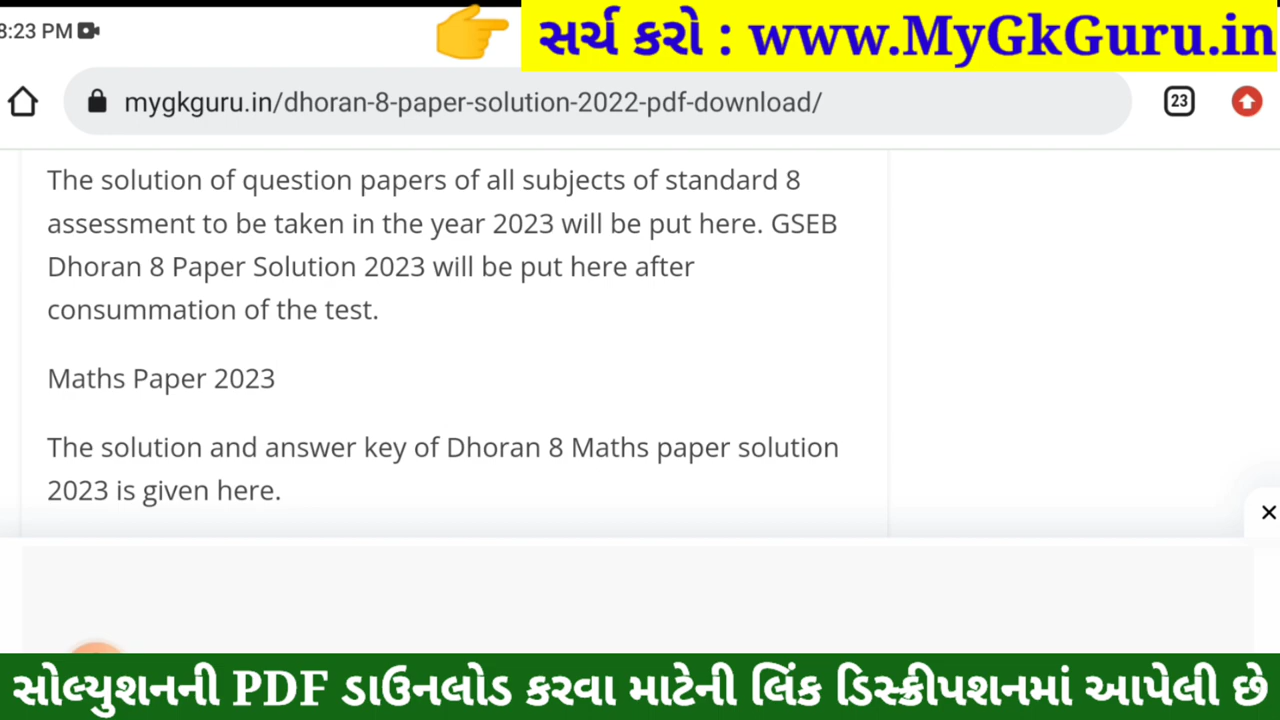 8:23 PM
સર્ચ કરો : www.MyGkGuru.in
mygkguru.in/dhoran-8-paper-solution-2022-pdf-download/
23
The solution of question papers of all subjects of standard 8
assessment to be taken in the year 2023 will be put here. GSEB
Dhoran 8 Paper Solution 2023 will be put here after
consummation of the test.
Maths Paper 2023
The solution and answer key of Dhoran 8 Maths paper solution
2023 is given here.
સોલ્યુશનની PDF ડાઉનલોડ કરવા માટેની લિંક ડિસ્ક્રીપશનમાં આપેલી છે